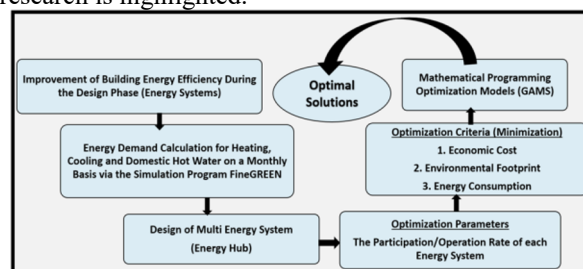 research is highlighted.
Improvement of Building Energy Efficiency During
the Design Phase (Energy Systems)
Energy Demand Calculation for Heating,
Cooling and Domestic Hot Water on a Monthly
Basis via the Simulation Program FineGREEN
Design of Multi Energy System
(Energy Hub)
Optimization Parameters
The Participation/Operation Rate of each
Energy System
Optimization Criteria (Minimization)
1. Economic Cost
2. Environmental Footprint
3. Energy Consumption
Mathematical Programming
Optimization Models (GAMS)
Optimal
Solutions